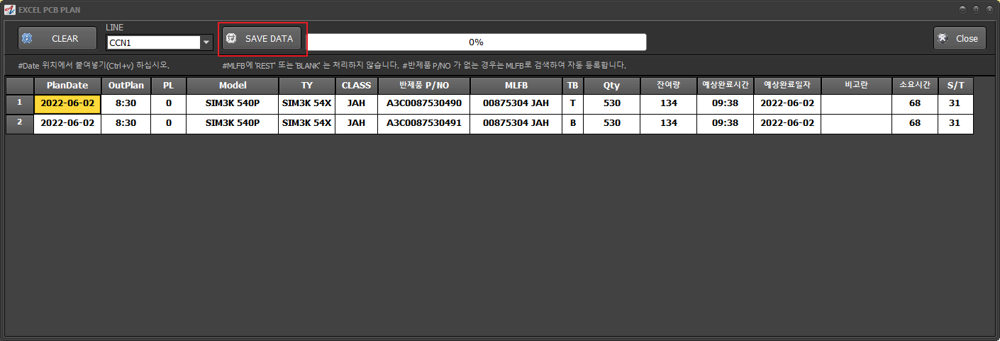 EXCEL PCB PLAN
CLEAR
LINE
CCN1
SAVE DATA
0%
Close
#Date 위치에서 붙여넣기(Ctrl+v) 하십시오.
#MLFB에 'REST' 또는 'BLANK' 는 처리하지 않습니다. #반제품 P/NO 가 없는 경우는 MLFB로 검색하여 자동 등록합니다.
PlanDate OutPlan PL Model TY CLASS 반제품 P/NO MLFB TB Qty 잔여량 예상완료시간 예상완료일자 비고란 소요시간 S/T
1 2022-06-02 8:30 0 SIM3K 540P SIM3K 54X JAH A3C0087530490 00875304 JAH T 530 134 09:38 2022-06-02 68 31
2 2022-06-02 8:30 0 SIM3K 540P SIM3K 54X JAH A3C0087530491 00875304 JAH B 530 134 09:38 2022-06-02 68 31